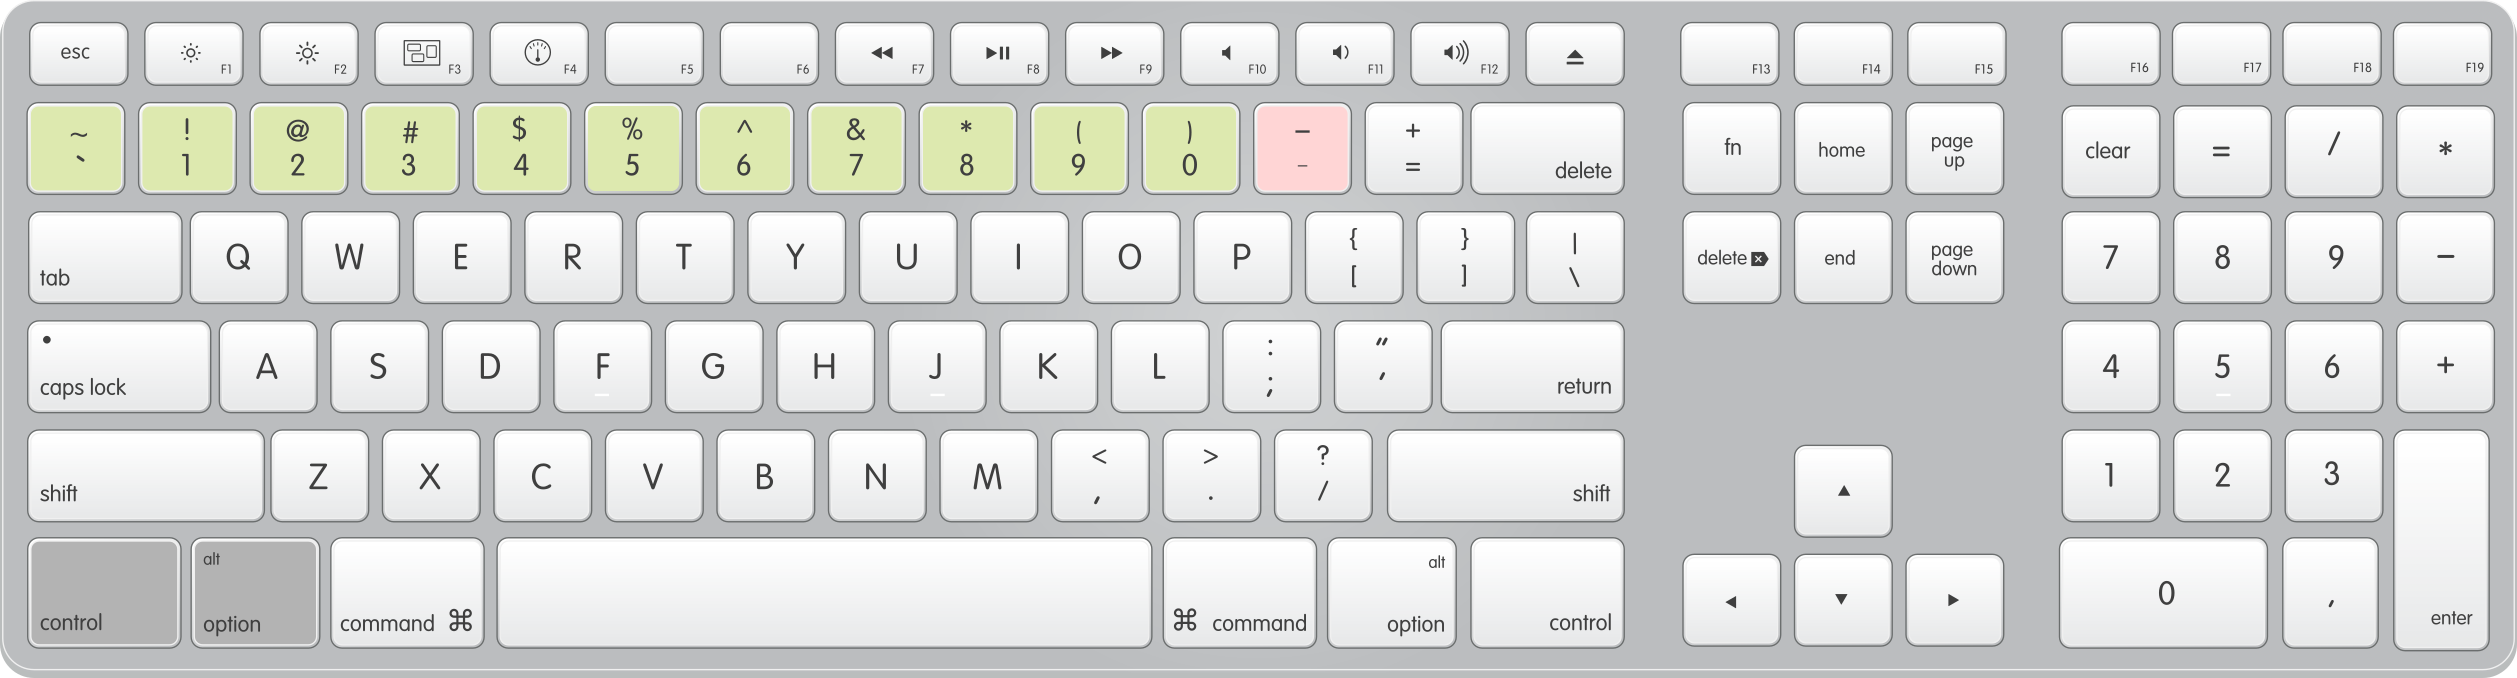 esc F1 F2 F3 F4 F5 F6 F7 F8 F9 F10 F11 F12 F13 F14 F15 F16 F17 F18 F19
~ ! @ # $ % ^ & * ( ) – +
` 1 2 3 4 5 6 7 8 9 0 - = delete fn home page up clear = / *
tab Q W E R T Y U I O P { [ } ] | \ delete end page down 7 8 9 –
• caps lock A S D F G H J K L : ; " ' return 4 5 6 +
shift Z X C V B N M < , > . ? / shift ▲ 1 2 3
control alt option command ⌘ ⌘ command alt option control ◀ ▼ ▶ 0 , enter